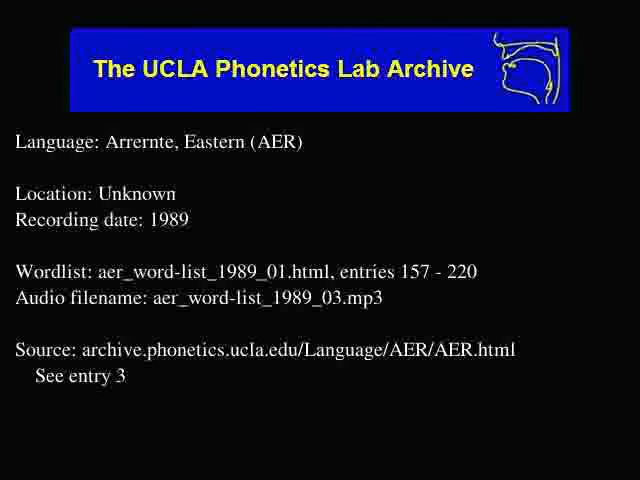 The UCLA Phonetics Lab Archive
Language: Arrernte, Eastern (AER)
Location: Unknown
Recording date: 1989
Wordlist: aer_word-list_1989_01.html, entries 157 - 220
Audio filename: aer_word-list_1989_03.mp3
Source: archive.phonetics.ucla.edu/Language/AER/AER.html
See entry 3